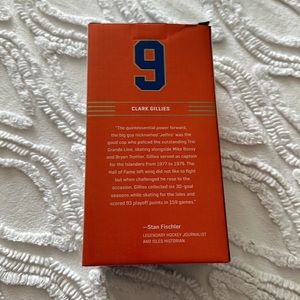 9
CLARK GILLIES
"The quintessential power forward,
the big guy nicknamed 'Jethro' was the
good cop who policed the outstanding Trio
Grande Line, skating alongside Mike Bossy
and Bryan Trottier. Gillies served as captain
for the Islanders from 1977 to 1979. The
Hall of Fame left wing did not like to fight
but when challenged he rose to the
occasion. Gillies collected six 30-goal
seasons while skating for the Isles and
scored 93 playoff points in 159 games."
—Stan Fischler
LEGENDARY HOCKEY JOURNALIST
AND ISLES HISTORIAN